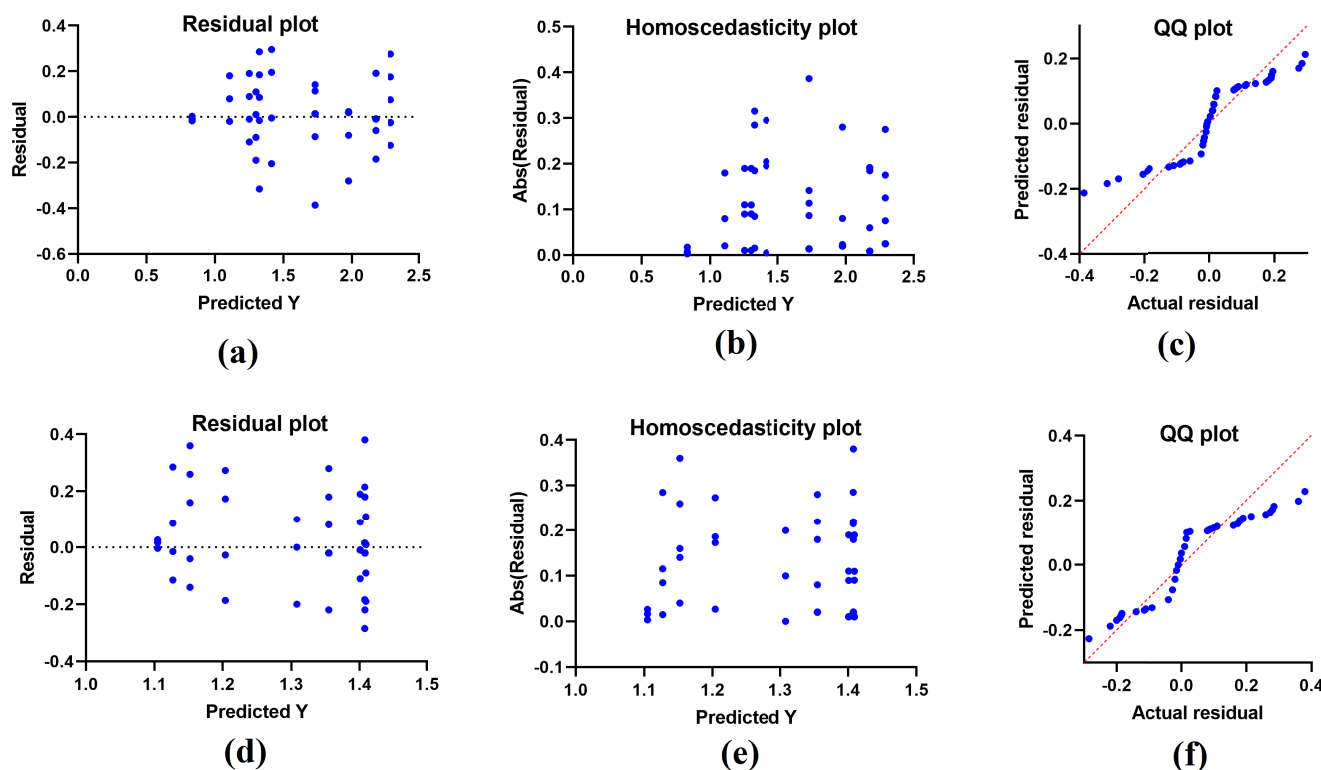 Residual plot
0.4
0.2
0.0
-0.2
-0.4
-0.6
Residual
0.0 0.5 1.0 1.5 2.0 2.5
Predicted Y
(a)
Homoscedasticity plot
0.5
0.4
0.3
0.2
0.1
0.0
Abs(Residual)
0.0 0.5 1.0 1.5 2.0 2.5
Predicted Y
(b)
QQ plot
0.2
0.0
-0.2
-0.4
Predicted residual
-0.4 -0.2 0.0 0.2
Actual residual
(c)
Residual plot
0.4
0.2
0.0
-0.2
-0.4
Residual
1.0 1.1 1.2 1.3 1.4 1.5
Predicted Y
(d)
Homoscedasticity plot
0.4
0.3
0.2
0.1
0.0
-0.1
Abs(Residual)
1.0 1.1 1.2 1.3 1.4 1.5
Predicted Y
(e)
QQ plot
0.4
0.2
0.0
-0.2
Predicted residual
-0.2 0.0 0.2 0.4
Actual residual
(f)